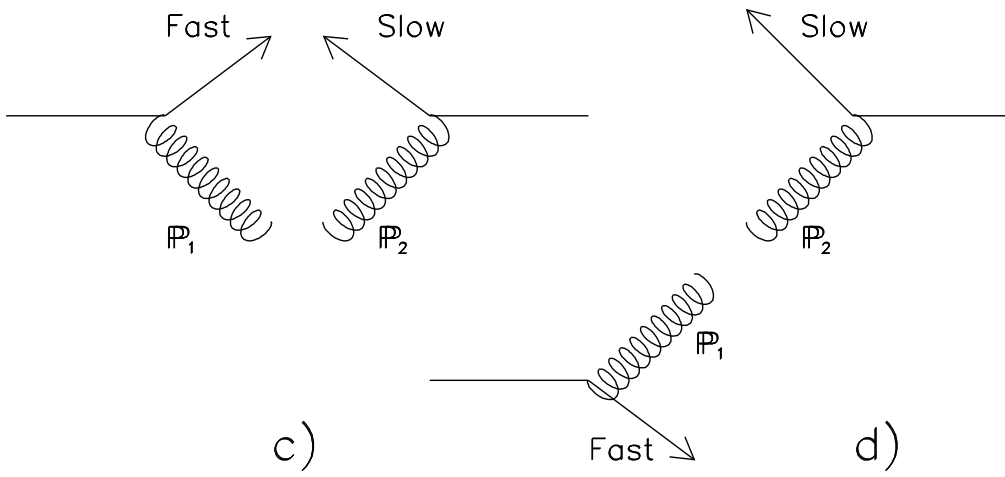 Fast Slow Slow
ℙ₁ ℙ₂ ℙ₂
ℙ₁
Fast
c) d)